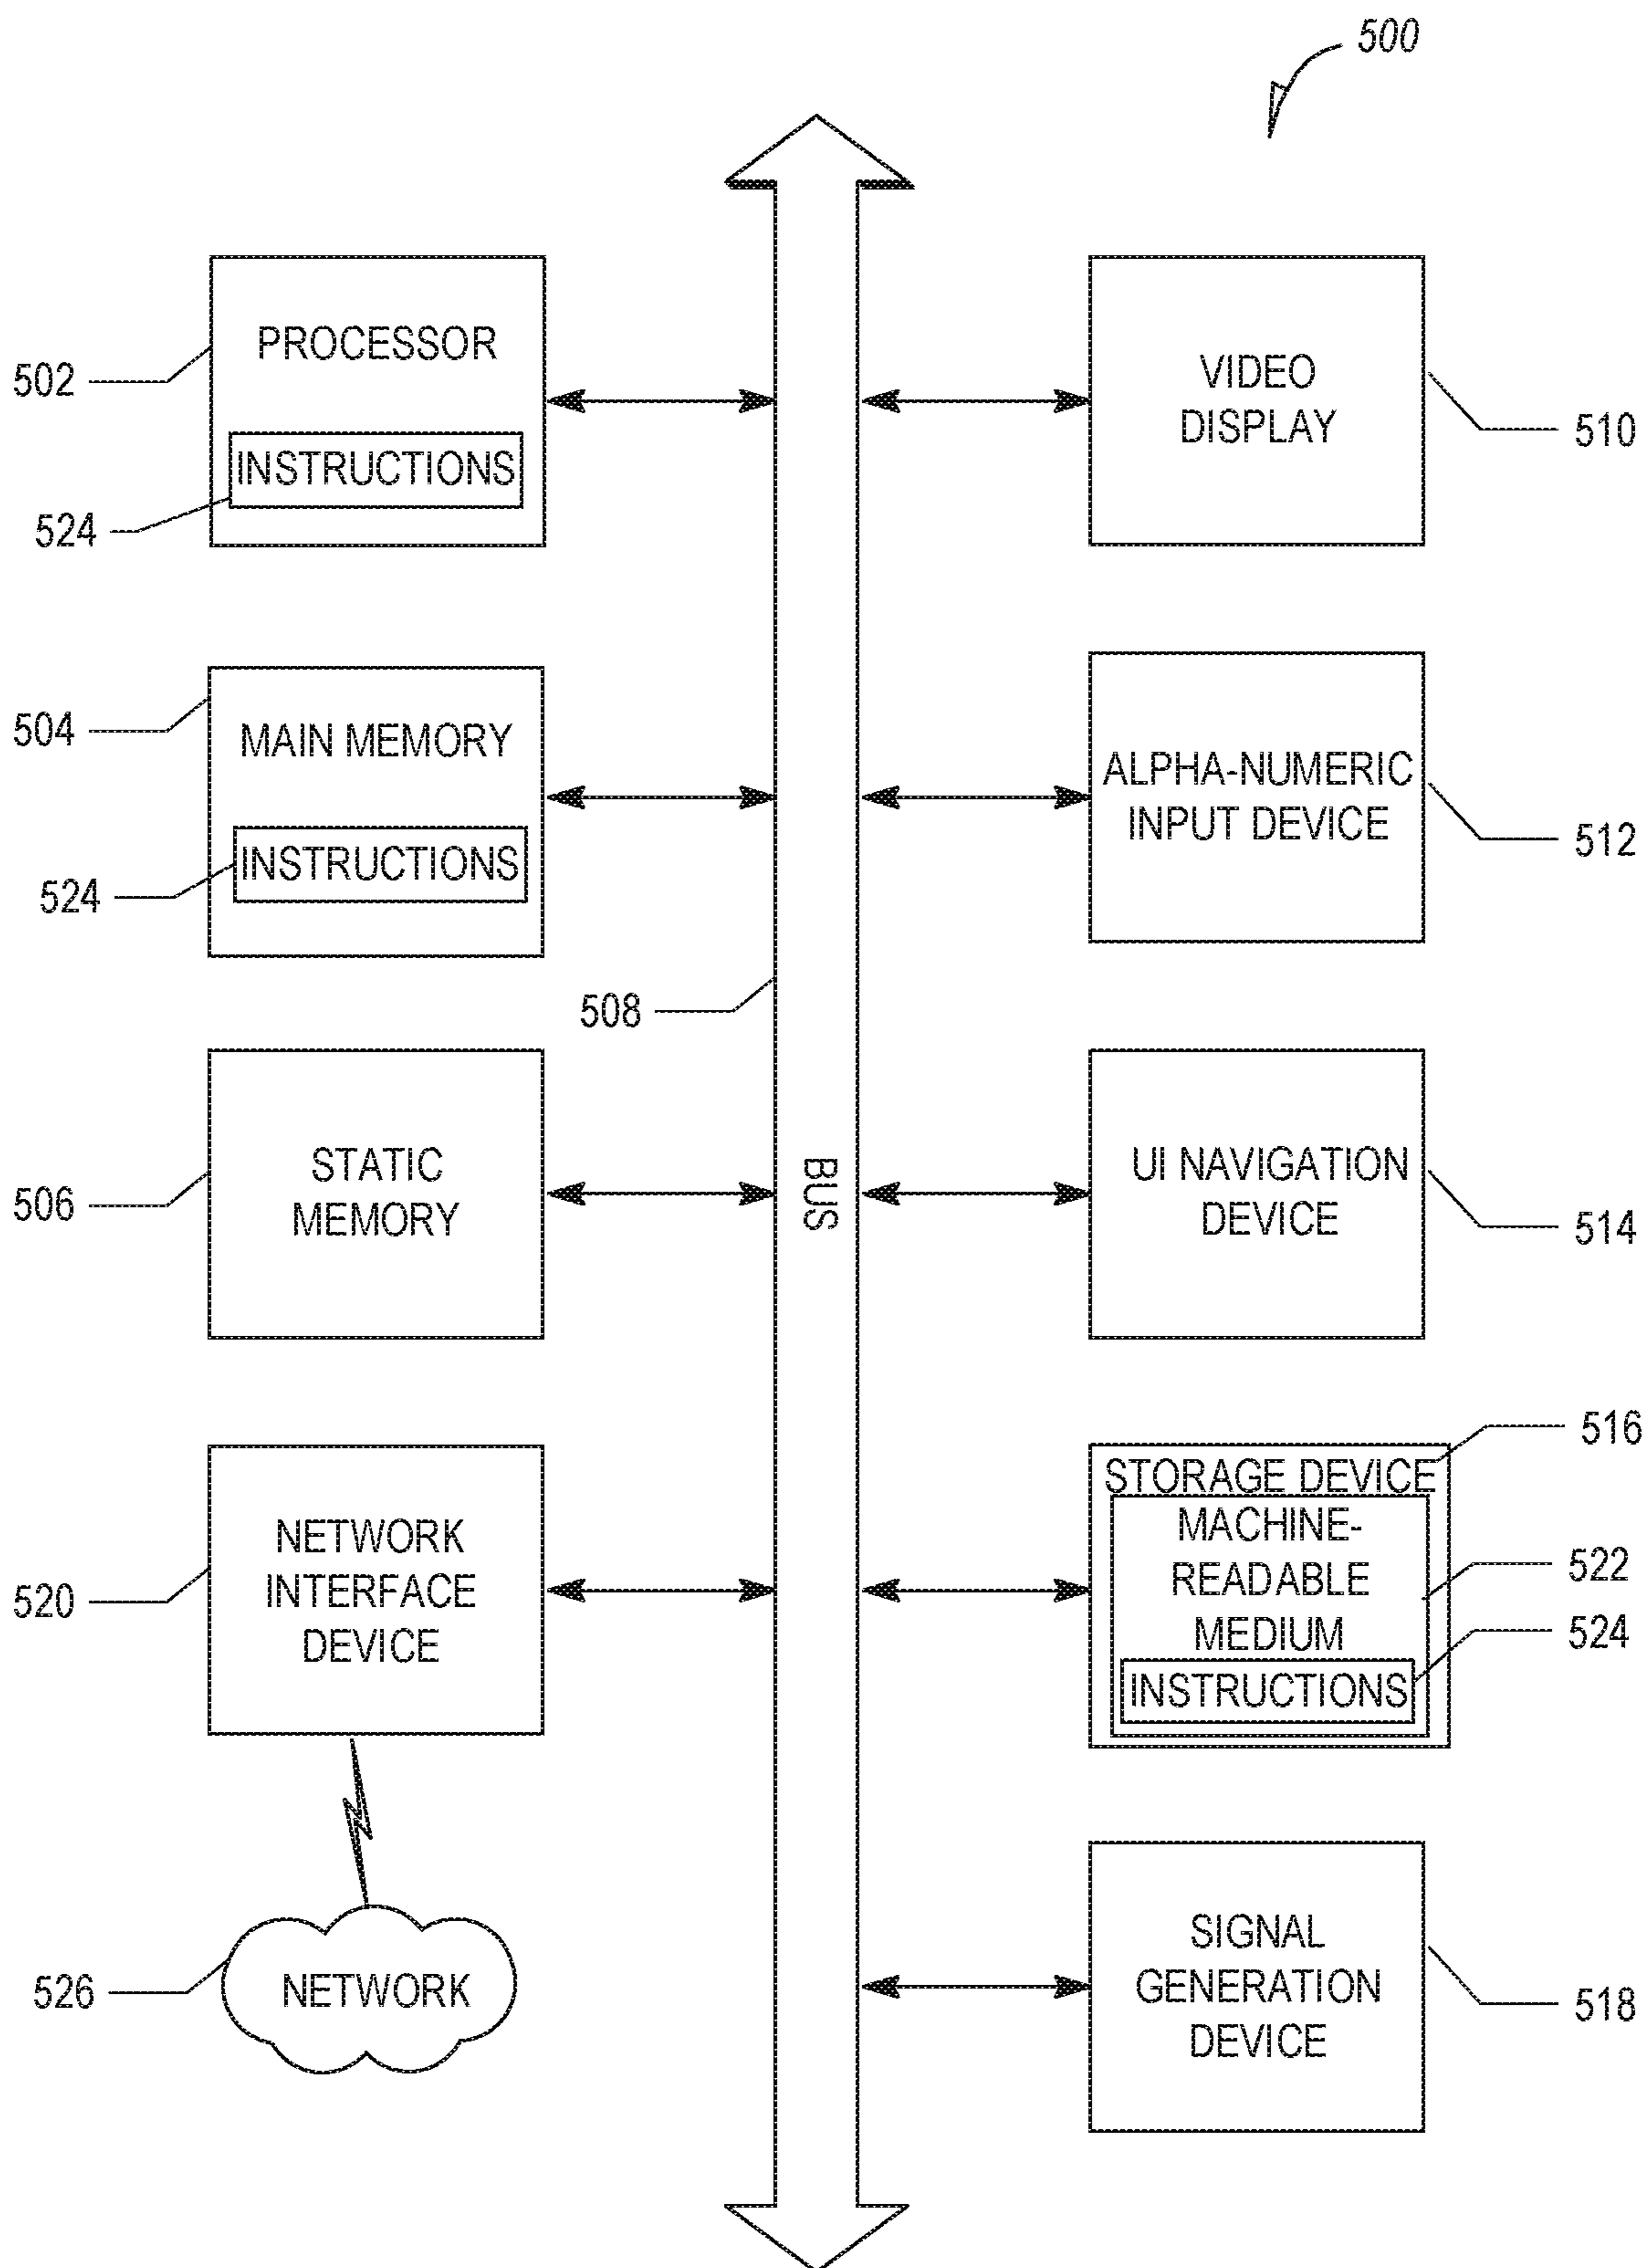 500
PROCESSOR
502
INSTRUCTIONS
524
VIDEO
DISPLAY
510
504
MAIN MEMORY
INSTRUCTIONS
524
ALPHA-NUMERIC
INPUT DEVICE
512
508
BUS
506
STATIC
MEMORY
UI NAVIGATION
DEVICE
514
520
NETWORK
INTERFACE
DEVICE
516
STORAGE DEVICE
MACHINE-
READABLE
MEDIUM
522
524
INSTRUCTIONS
526
NETWORK
SIGNAL
GENERATION
DEVICE
518